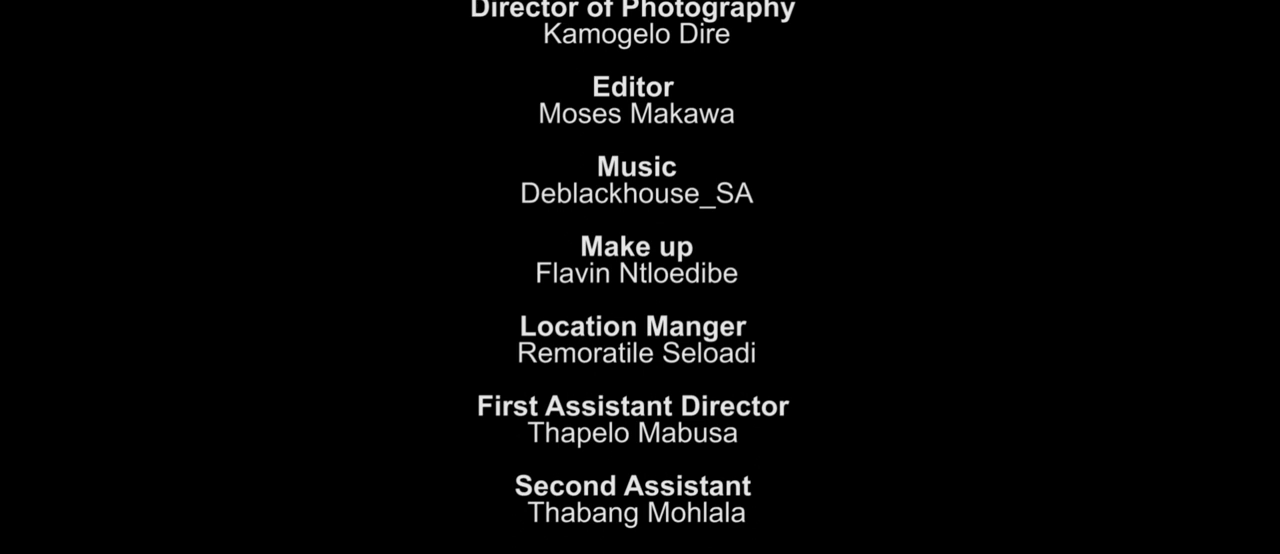 Director of Photography
Kamogelo Dire
Editor
Moses Makawa
Music
Deblackhouse_SA
Make up
Flavin Ntloedibe
Location Manger
Remoratile Seloadi
First Assistant Director
Thapelo Mabusa
Second Assistant
Thabang Mohlala